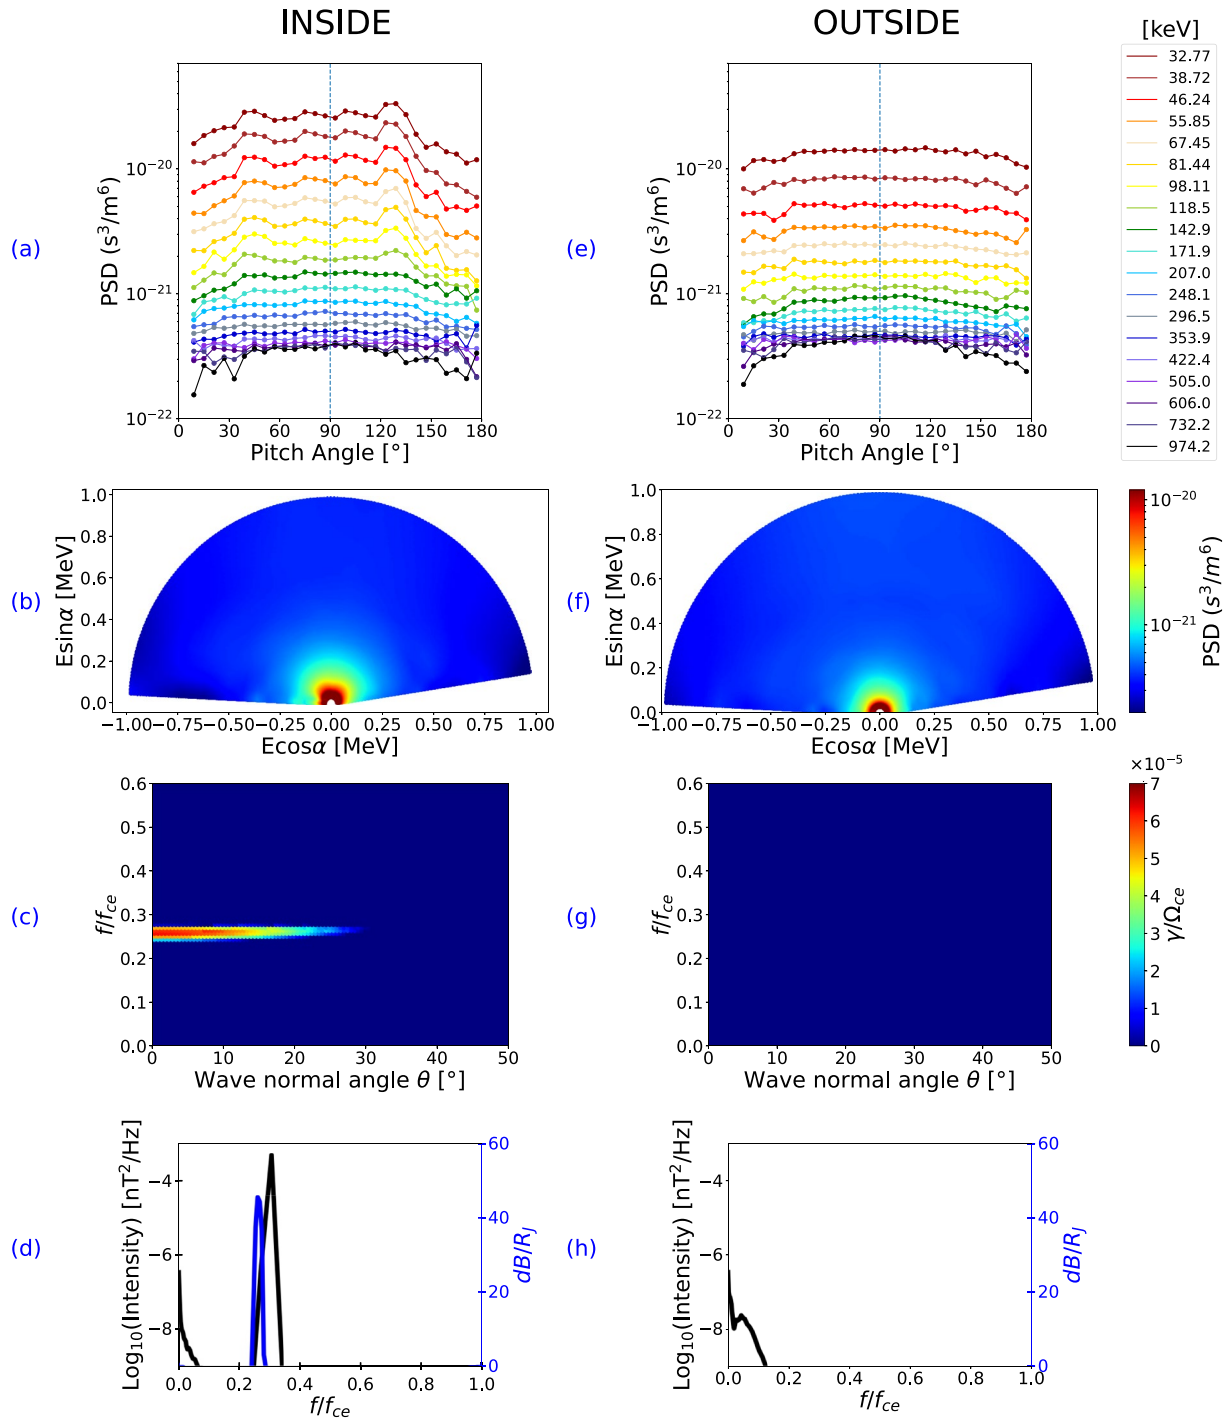 INSIDE
OUTSIDE
[keV]
32.77
38.72
46.24
55.85
67.45
81.44
98.11
118.5
142.9
171.9
207.0
248.1
296.5
353.9
422.4
505.0
606.0
732.2
974.2
(a)
PSD (s³/m⁶)
10⁻²⁰
10⁻²¹
10⁻²²
0 30 60 90 120 150 180
Pitch Angle [°]
(e)
PSD (s³/m⁶)
10⁻²⁰
10⁻²¹
10⁻²²
0 30 60 90 120 150 180
Pitch Angle [°]
(b)
Esinα [MeV]
1.0
0.8
0.6
0.4
0.2
0.0
−1.00 −0.75 −0.50 −0.25 0.00 0.25 0.50 0.75 1.00
Ecosα [MeV]
(f)
Esinα [MeV]
1.0
0.8
0.6
0.4
0.2
0.0
−1.00 −0.75 −0.50 −0.25 0.00 0.25 0.50 0.75 1.00
Ecosα [MeV]
10⁻²⁰
10⁻²¹
PSD (s³/m⁶)
(c)
f/f_ce
0.6
0.5
0.4
0.3
0.2
0.1
0.0
0 10 20 30 40 50
Wave normal angle θ [°]
(g)
f/f_ce
0.6
0.5
0.4
0.3
0.2
0.1
0.0
0 10 20 30 40 50
Wave normal angle θ [°]
×10⁻⁵
7
6
5
4
3
2
1
0
γ/Ω_ce
(d)
Log₁₀(Intensity) [nT²/Hz]
−4
−6
−8
0.0 0.2 0.4 0.6 0.8 1.0
f/f_ce
60
40
20
0
dB/R_J
(h)
Log₁₀(Intensity) [nT²/Hz]
−4
−6
−8
0.0 0.2 0.4 0.6 0.8 1.0
f/f_ce
60
40
20
0
dB/R_J